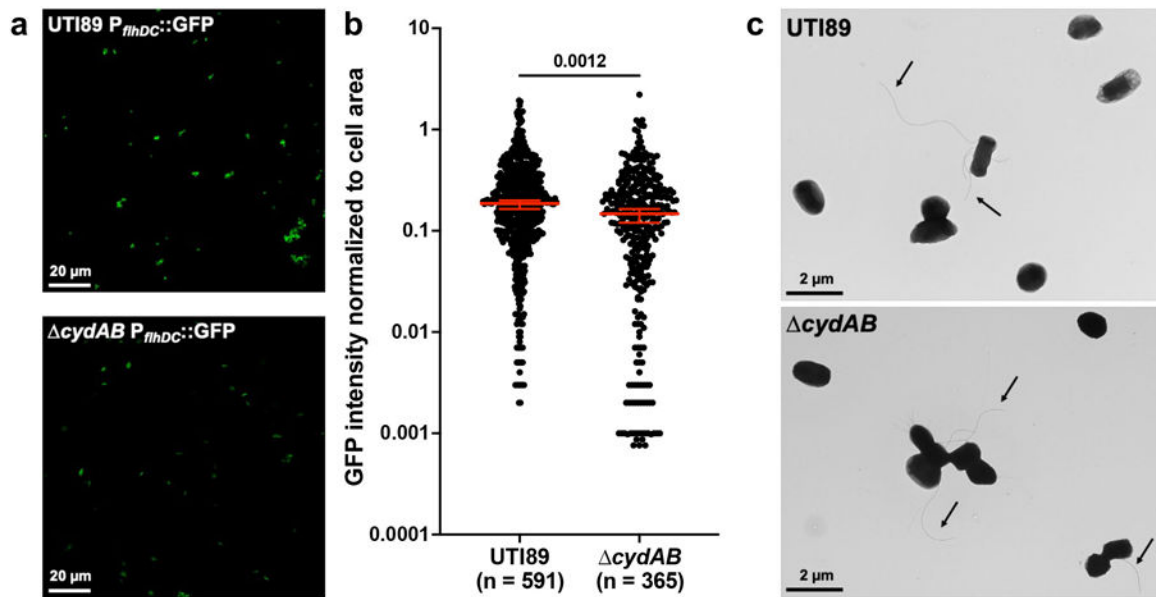 a
UTI89 PflhDC::GFP
20 µm
ΔcydAB PflhDC::GFP
20 µm
b
0.0012
GFP intensity normalized to cell area
10
1
0.1
0.01
0.001
0.0001
UTI89
(n = 591)
ΔcydAB
(n = 365)
c
UTI89
2 µm
ΔcydAB
2 µm